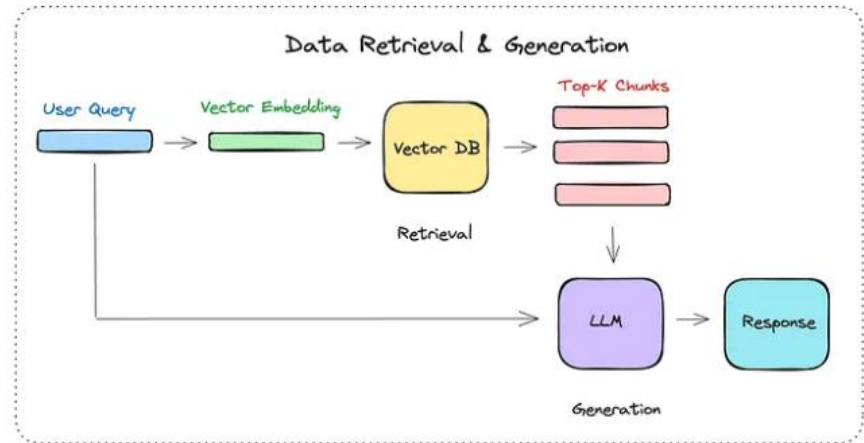 Data Retrieval & Generation
User Query
Vector Embedding
Vector DB
Top-K Chunks
Retrieval
LLM
Response
Generation